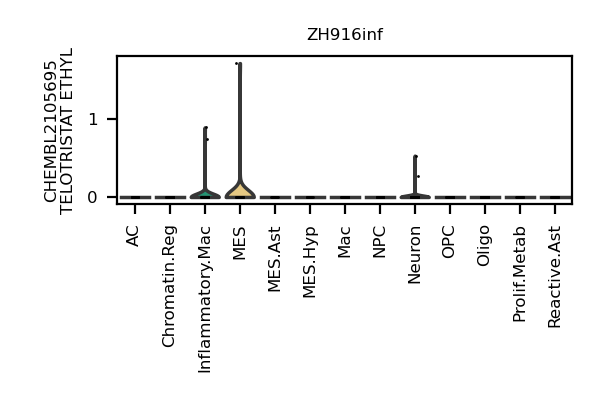 ZH916inf
CHEMBL2105695
TELOTRISTAT ETHYL
1
0
AC
Chromatin.Reg
Inflammatory.Mac
MES
MES.Ast
MES.Hyp
Mac
NPC
Neuron
OPC
Oligo
Prolif.Metab
Reactive.Ast